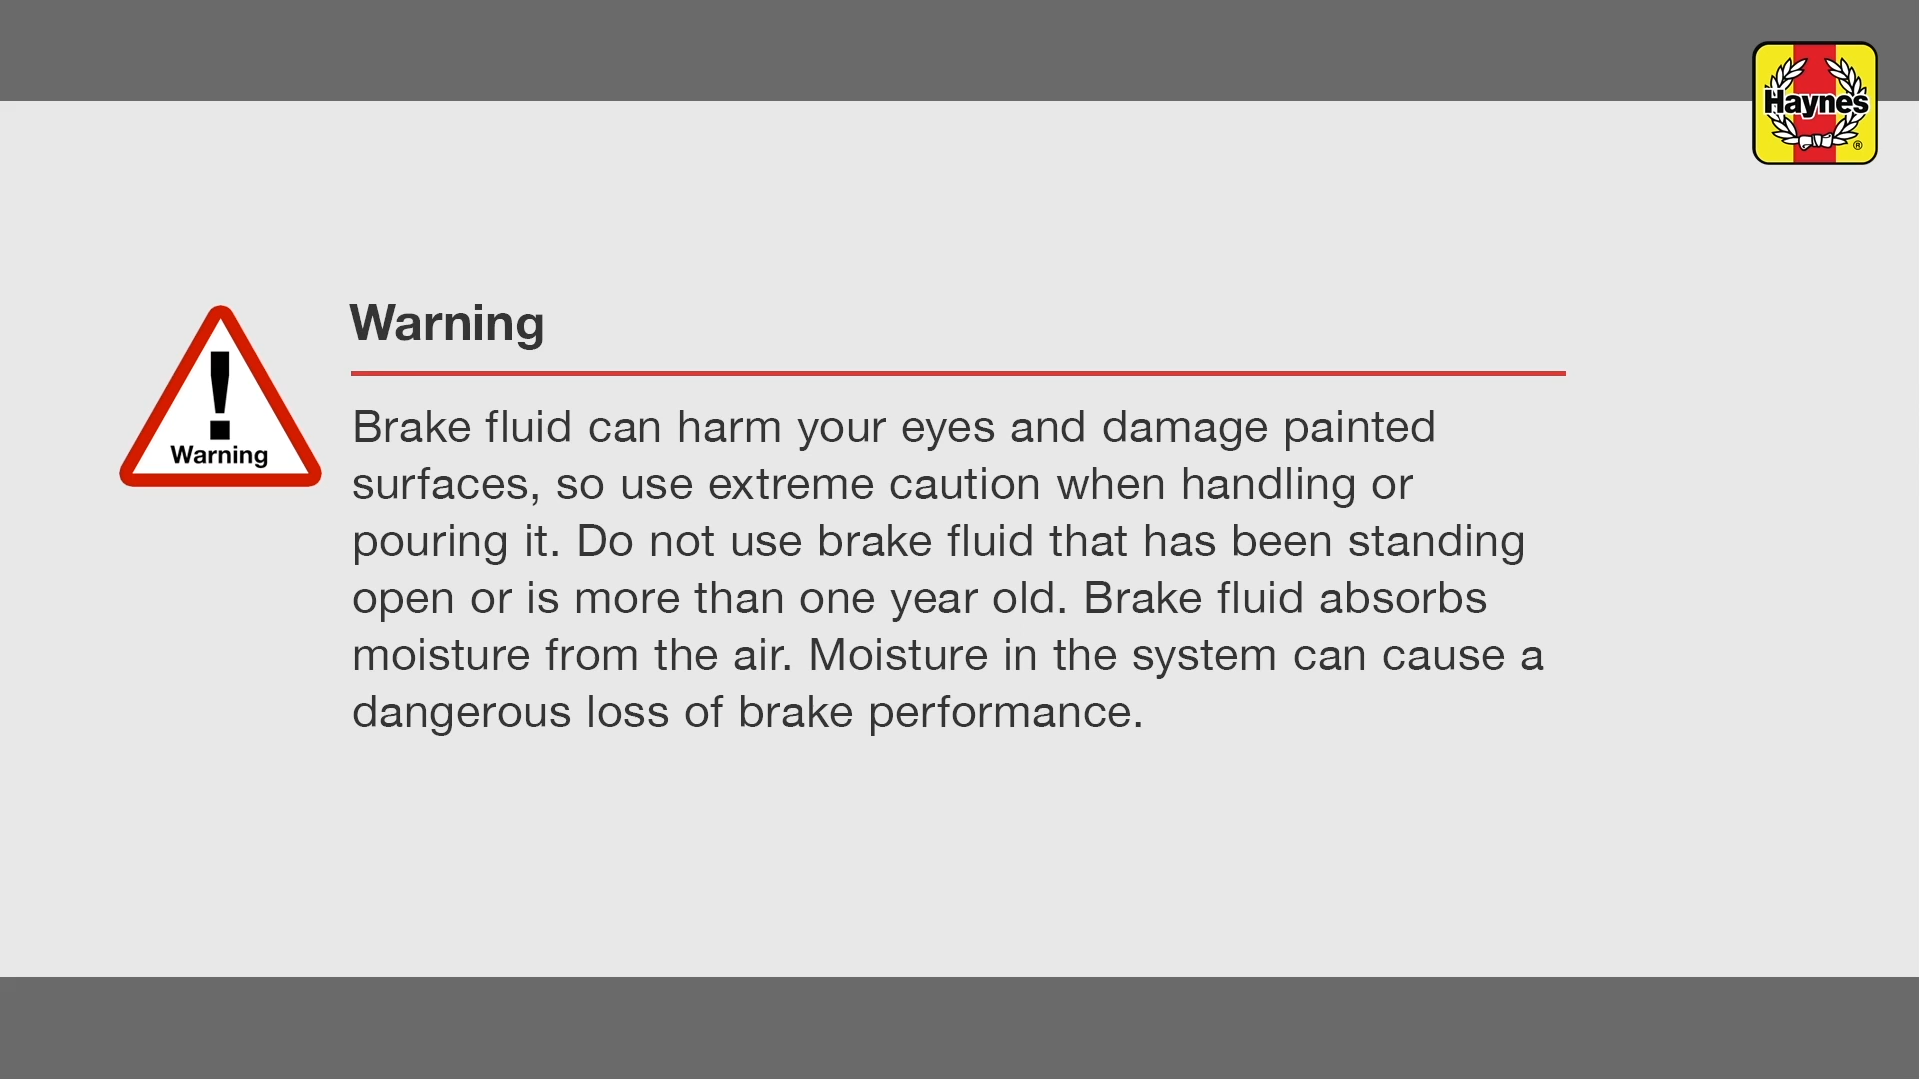 Haynes
®
Warning
Warning
Brake fluid can harm your eyes and damage painted
surfaces, so use extreme caution when handling or
pouring it. Do not use brake fluid that has been standing
open or is more than one year old. Brake fluid absorbs
moisture from the air. Moisture in the system can cause a
dangerous loss of brake performance.